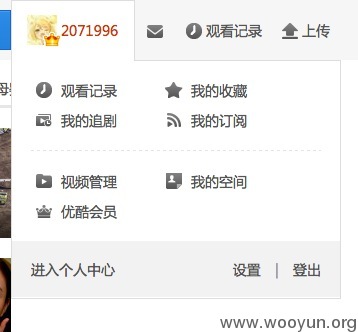 2071996 观看记录 上传
观看记录 我的收藏
我的追剧 我的订阅
视频管理 我的空间
优酷会员
进入个人中心 设置 | 登出
www.wooyun.org